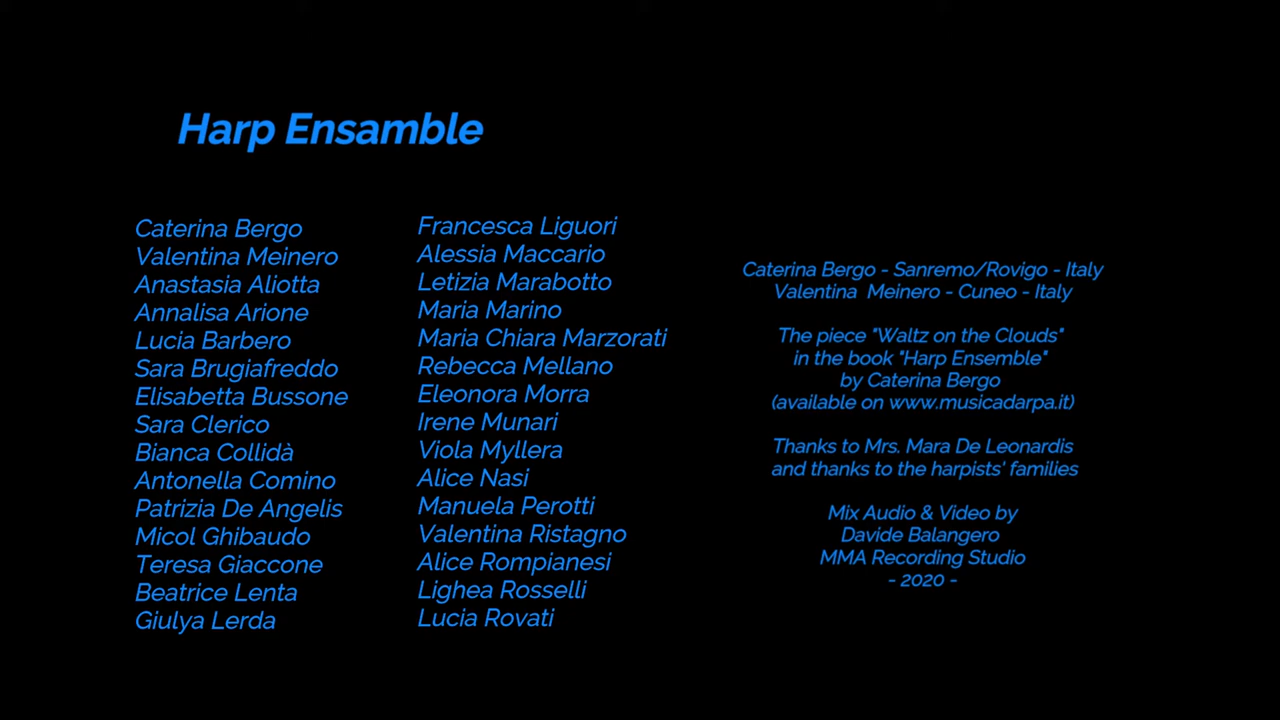 Harp Ensamble
Caterina Bergo
Valentina Meinero
Anastasia Aliotta
Annalisa Arione
Lucia Barbero
Sara Brugiafreddo
Elisabetta Bussone
Sara Clerico
Bianca Collidà
Antonella Comino
Patrizia De Angelis
Micol Ghibaudo
Teresa Giaccone
Beatrice Lenta
Giulya Lerda
Francesca Liguori
Alessia Maccario
Letizia Marabotto
Maria Marino
Maria Chiara Marzorati
Rebecca Mellano
Eleonora Morra
Irene Munari
Viola Myllera
Alice Nasi
Manuela Perotti
Valentina Ristagno
Alice Rompianesi
Lighea Rosselli
Lucia Rovati
Caterina Bergo - Sanremo/Rovigo - Italy
Valentina Meinero - Cuneo - Italy
The piece "Waltz on the Clouds"
in the book "Harp Ensemble"
by Caterina Bergo
(available on www.musicadarpa.it)
Thanks to Mrs. Mara De Leonardis
and thanks to the harpists' families
Mix Audio & Video by
Davide Balangero
MMA Recording Studio
- 2020 -